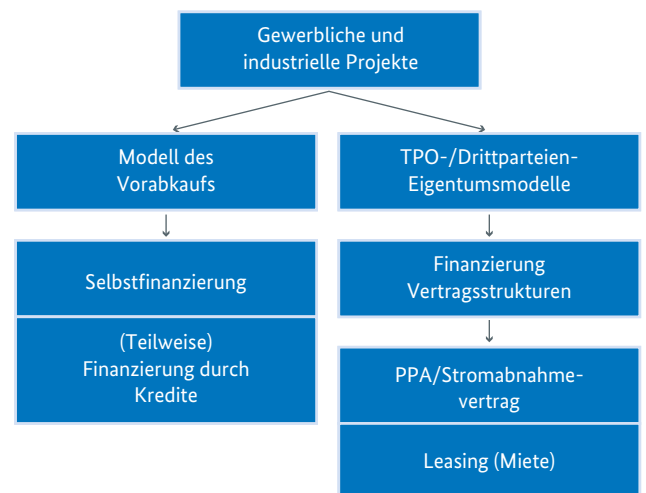 Gewerbliche und
industrielle Projekte
Modell des
Vorabkaufs
TPO-/Drittparteien-
Eigentumsmodelle
Selbstfinanzierung
(Teilweise)
Finanzierung durch
Kredite
Finanzierung
Vertragsstrukturen
PPA/Stromabnahme-
vertrag
Leasing (Miete)